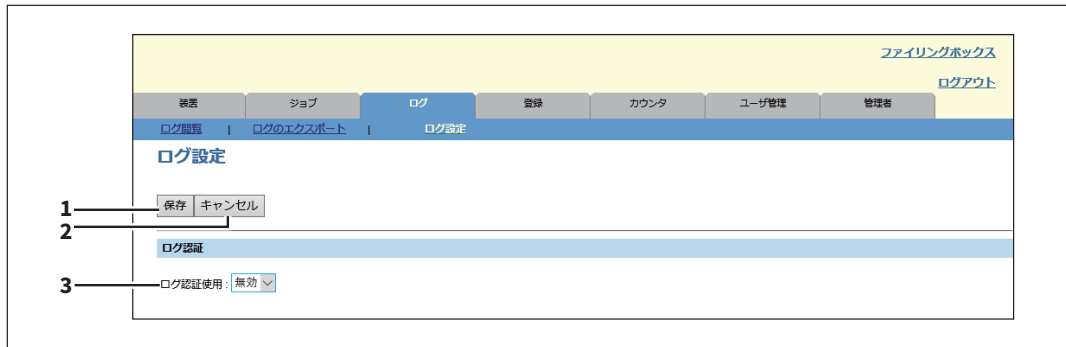 ファイリングボックス
ログアウト
装置 ジョブ ログ 登録 カウンタ ユーザ管理 管理者
ログ閲覧 | ログのエクスポート | ログ設定
ログ設定
1 保存 キャンセル
2
ログ認証
3 ログ認証使用 : 無効